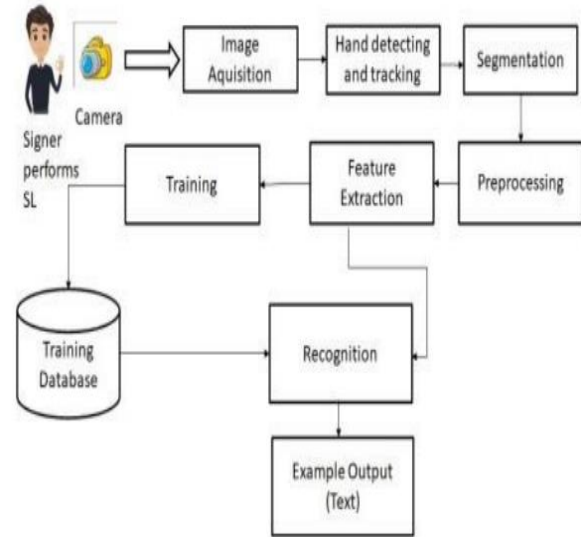 Signer
performs
SL
Camera
Image
Aquisition
Hand detecting
and tracking
Segmentation
Preprocessing
Feature
Extraction
Training
Training
Database
Recognition
Example Output
(Text)